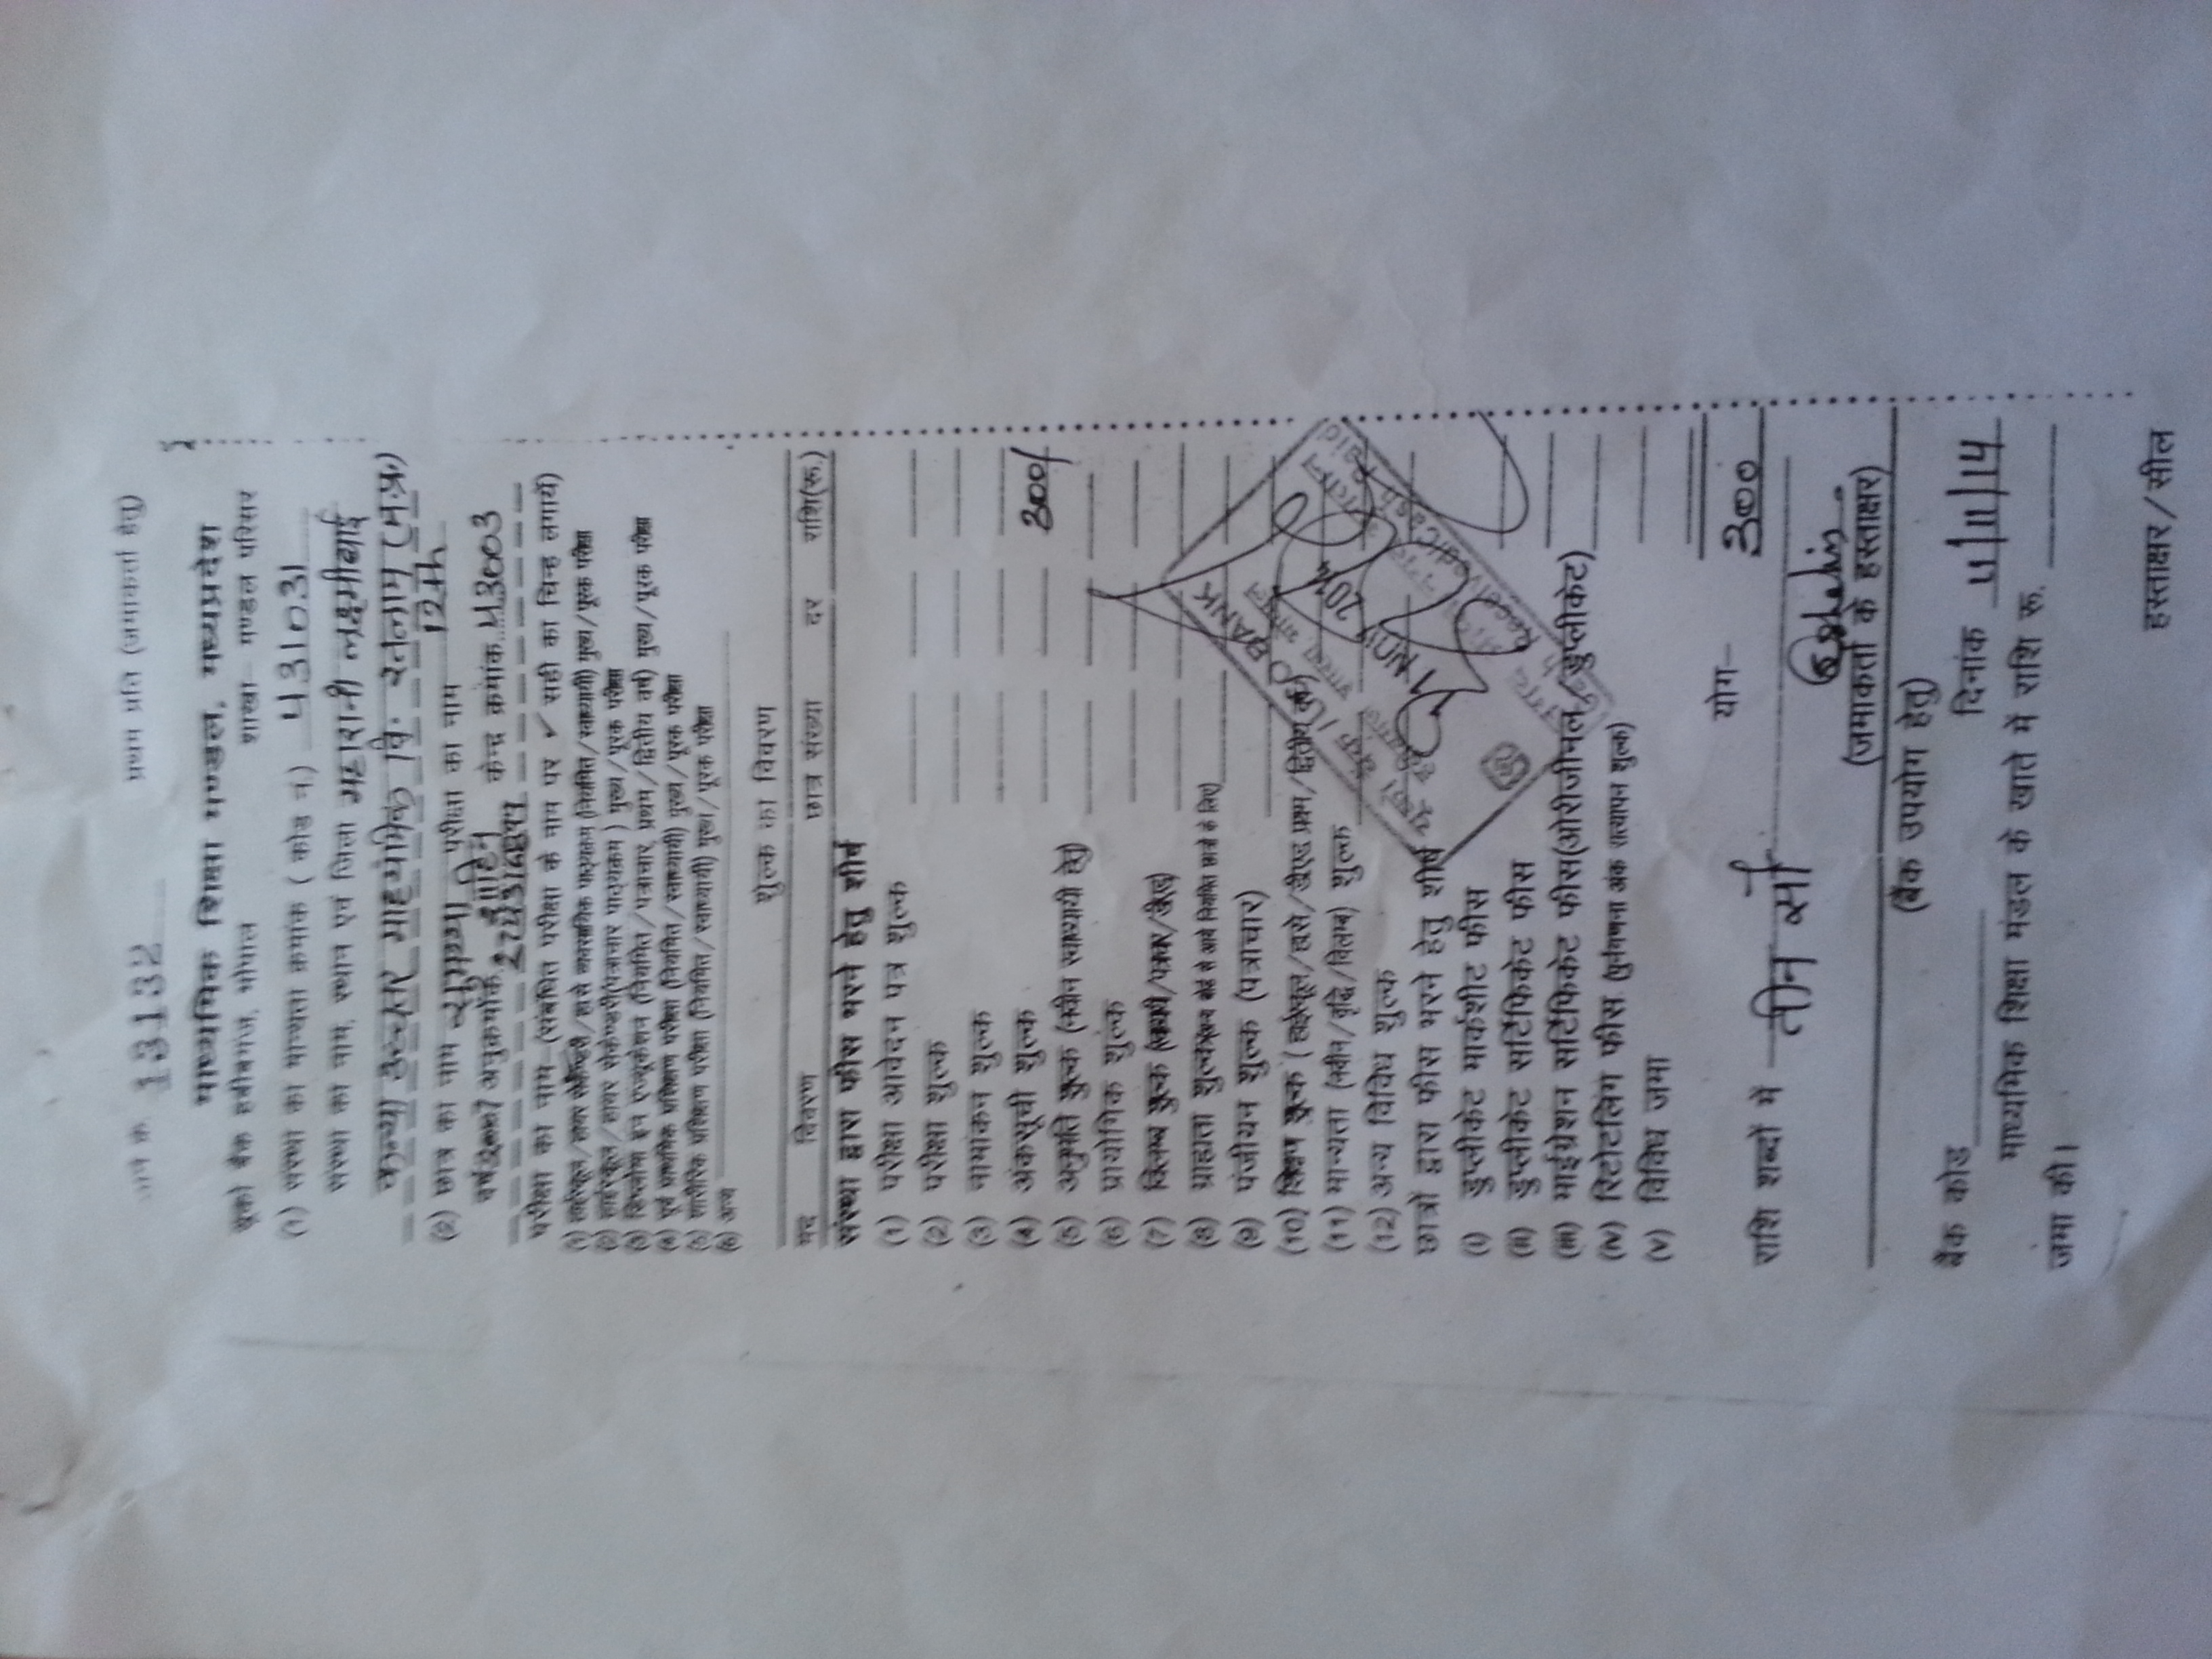 13132 प्रथम प्रति (जमाकर्ता हेतु)
माध्यमिक शिक्षा मण्डल, मध्यप्रदेश
यूको बैंक हबीबगंज, भोपाल शाखा- मण्डल परिसर
(1) संस्था का मान्यता क्रमांक ( कोड नं.) 431031
संस्था का नाम, स्थान एवं जिला महारानी लक्ष्मीबाई
कन्या उच्चतर माध्यमिक वि. रतलाम (म.प्र.)
(2) छात्र का नाम परीक्षा का नाम 12th
वर्ष 2007 अनुक्रमांक शाहिन केन्द्र क्रमांक 43003
परीक्षा का नाम-(संबंधित परीक्षा के नाम पर ✓ सही का चिन्ह लगायें)
(1) हाईस्कूल/हायर सेकेण्डरी/हासे व्यवसायिक पाठ्यक्रम (नियमित/स्वाध्यायी) मुख्य/पूरक परीक्षा
(2) हाईस्कूल/हायर सेकेण्डरी(पत्राचार पाठ्यक्रम ) मुख्य/पूरक परीक्षा
(3) डिप्लोमा इन एज्यूकेशन (नियमित/पत्राचार, प्रथम/द्वितीय वर्ष) मुख्य/पूरक परीक्षा
(4) पूर्व प्राथमिक प्रशिक्षण परीक्षा (नियमित/स्वाध्यायी) मुख्य/पूरक परीक्षा
(5) शारीरिक प्रशिक्षण परीक्षा (नियमित/स्वाध्यायी) मुख्य/पूरक परीक्षा
(6) अन्य
शुल्क का विवरण
मद विवरण छात्र संख्या दर राशि(रू.)
संस्था द्वारा फीस भरने हेतु शीर्ष
(1) परीक्षा आवेदन पत्र शुल्क
(2) परीक्षा शुल्क
(3) नामांकन शुल्क
(4) अंकसूची शुल्क 300/
(5) अनुमति शुल्क (नवीन स्वाध्यायी हेतु)
(6) प्रायोगिक शुल्क
(7) विलम्ब शुल्क (स्वाध्यायी/पत्राचार/डीएड)
(8) ग्राह्यता शुल्क(अन्य बोर्ड से आये नियमित छात्रों के लिए)
(9) पंजीयन शुल्क (पत्राचार)
(10) शिक्षण शुल्क ( हाईस्कूल/हासे/डीएड प्रथम/द्वितीय वर्ष)
(11) मान्यता (नवीन/वृद्धि/विलम्ब) शुल्क
(12) अन्य विविध शुल्क
छात्रों द्वारा फीस भरने हेतु शीर्ष
(i) डुप्लीकेट मार्कशीट फीस
(ii) डुप्लीकेट सर्टिफिकेट फीस
(iii) माईग्रेशन सर्टिफिकेट फीस(ओरीजीनल/डुप्लीकेट)
(iv) रिटोटलिंग फीस (पुर्नगणना अंक सत्यापन शुल्क)
(v) विविध जमा
यूको बैंक / UCO BANK
हबीबगंज शाखा, भोपाल
11 NOV 2014
Cash Received/Cash Paid
योग- 300
राशि शब्दों में तीन सौ
(जमाकर्ता के हस्ताक्षर)
(बैंक उपयोग हेतु)
बैंक कोड दिनांक 11/11/14
माध्यमिक शिक्षा मंडल के खाते में राशि रू.
जमा की।
हस्ताक्षर/सील